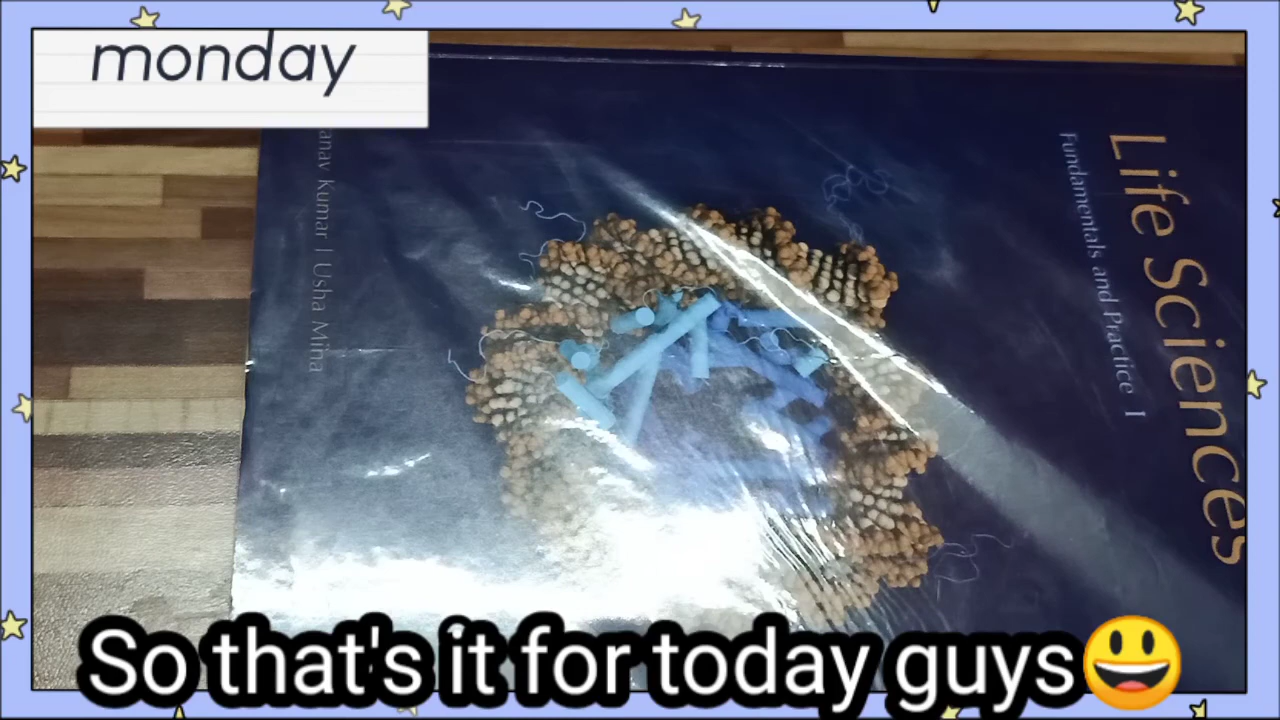 monday
Life Sciences
Fundamentals and Practice I
Kumar | Usha Mina
So that's it for today guys😃